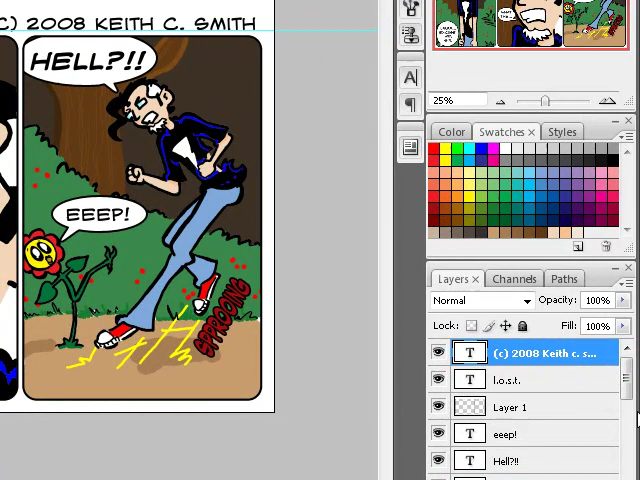 C) 2008 KEITH C. SMITH
HELL?!!
EEEP!
SPPROOING
25%
Color
Swatches ×
Styles
Layers ×
Channels
Paths
Normal
Opacity: 100%
Lock:
Fill: 100%
(c) 2008 Keith c. s...
l.o.s.t.
Layer 1
eeep!
Hell?!!